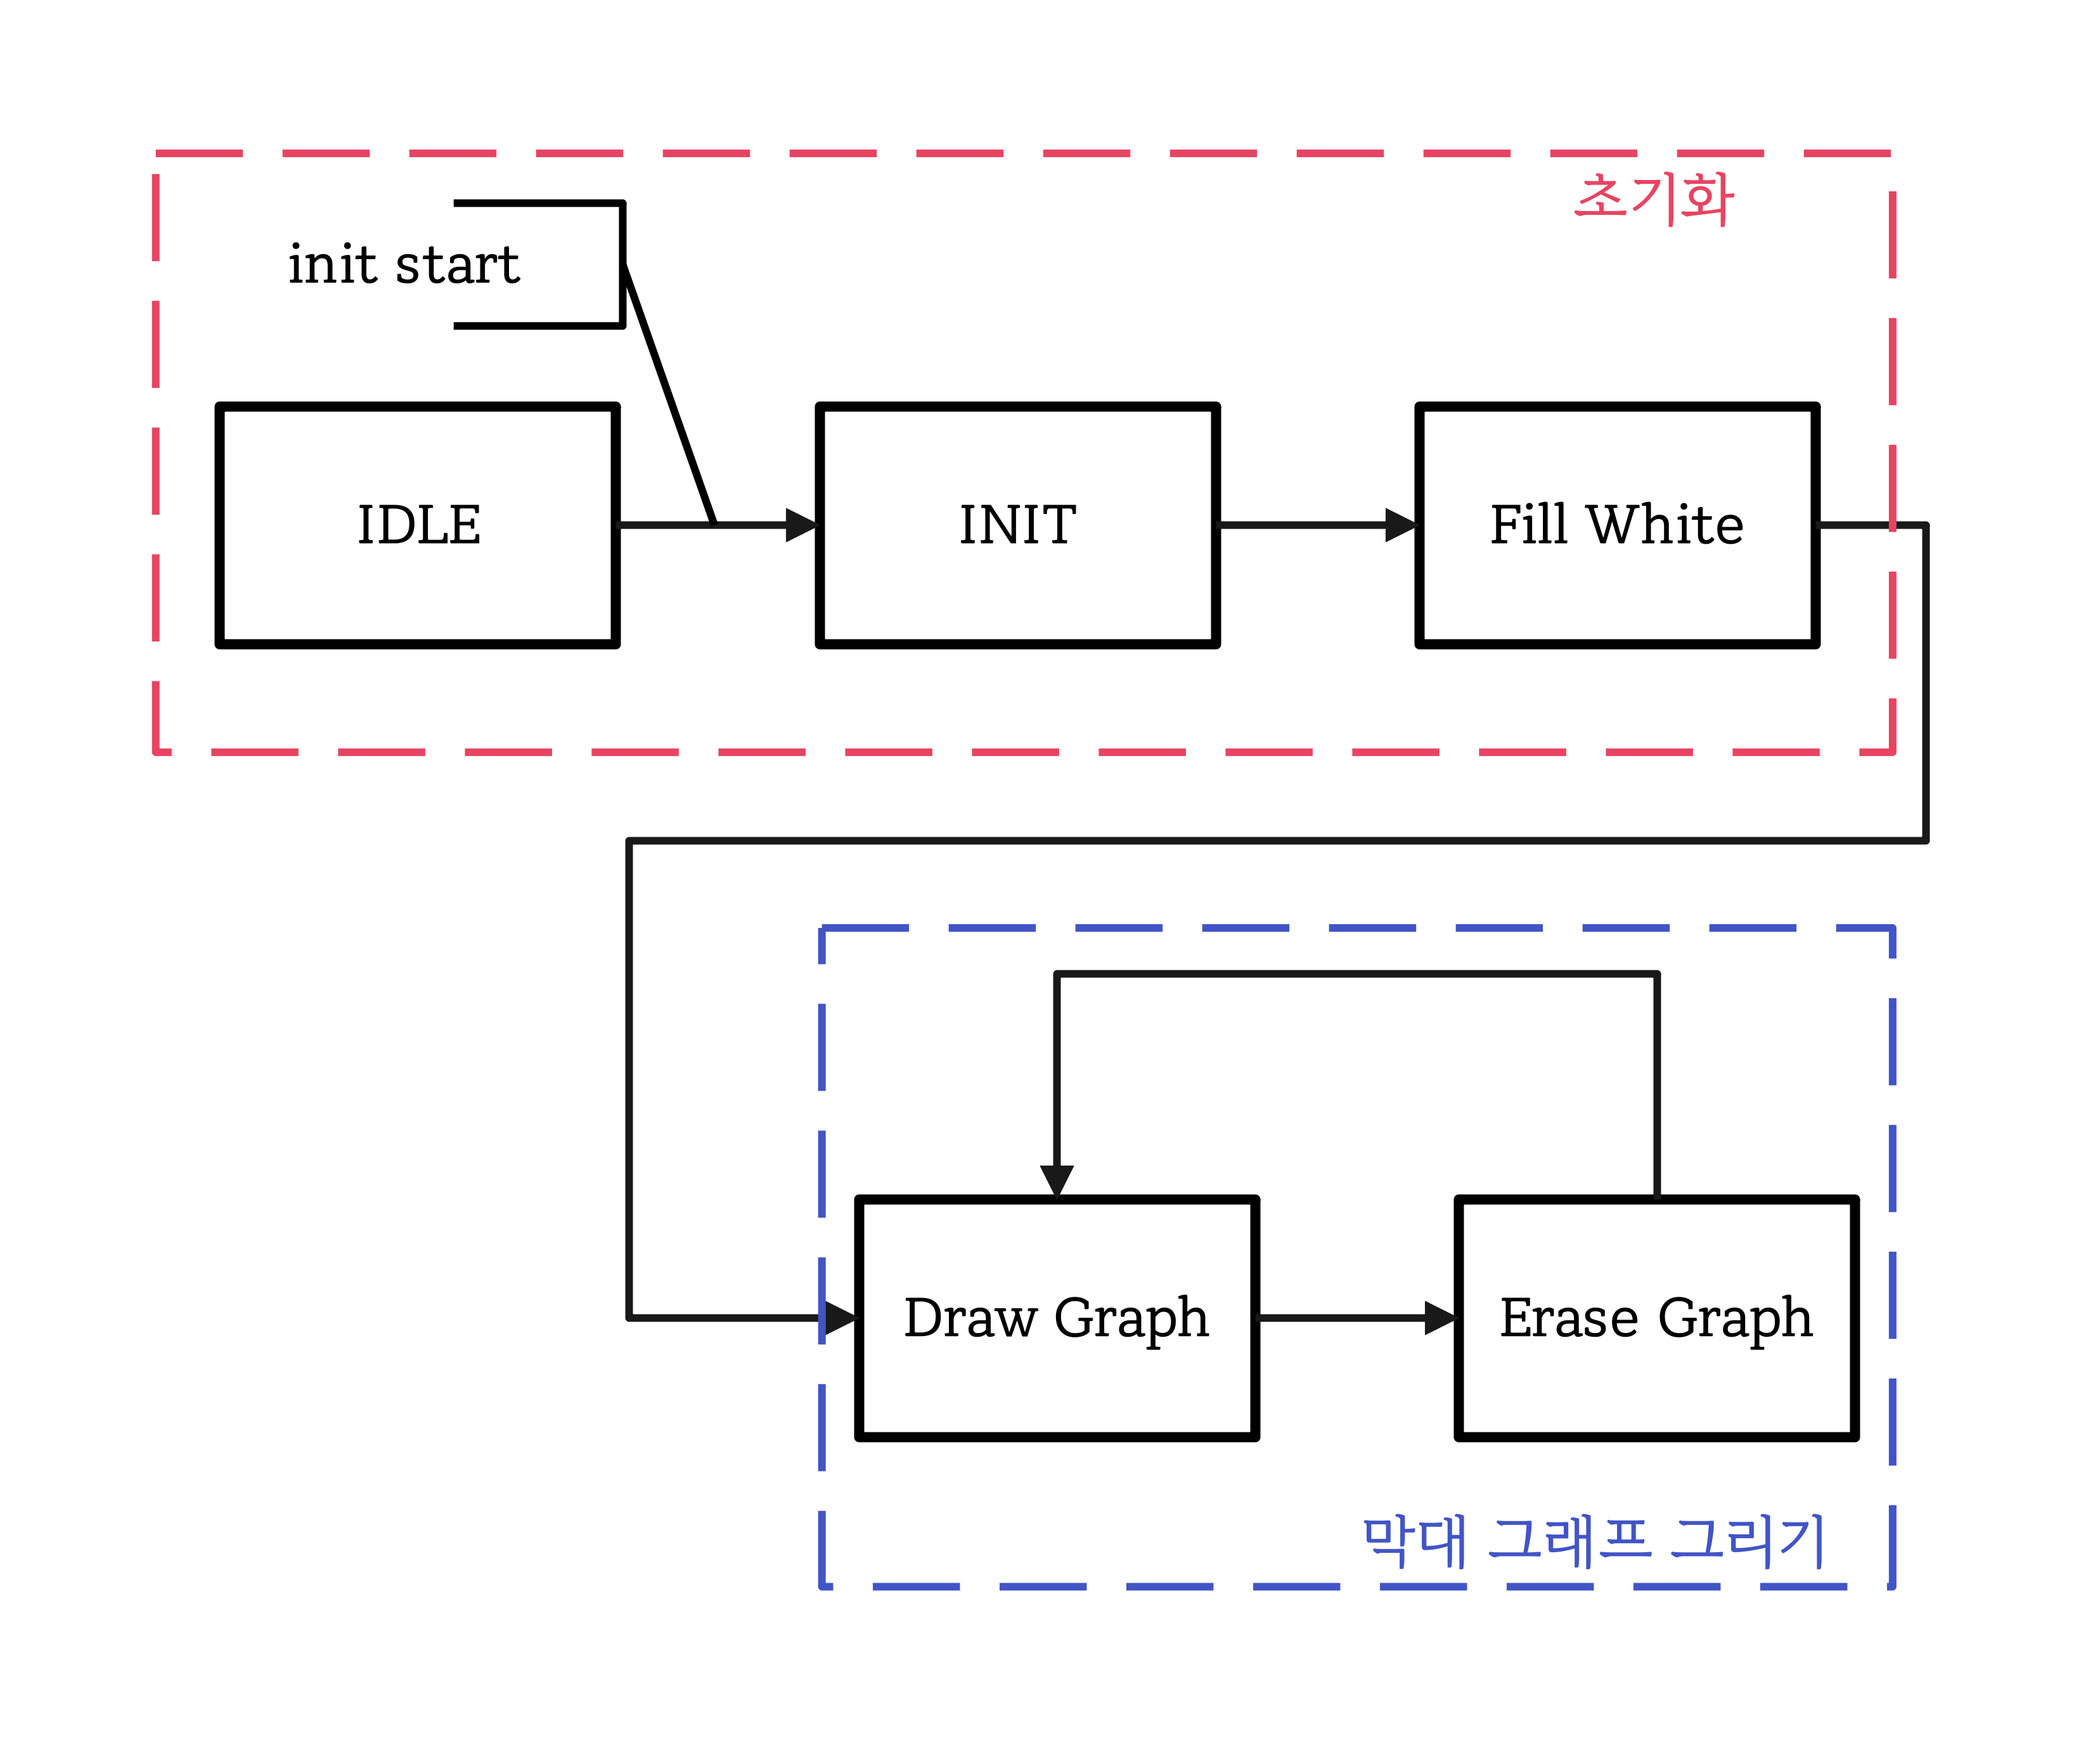 초기화
init start
IDLE
INIT
Fill White
Draw Graph
Erase Graph
막대 그래프 그리기